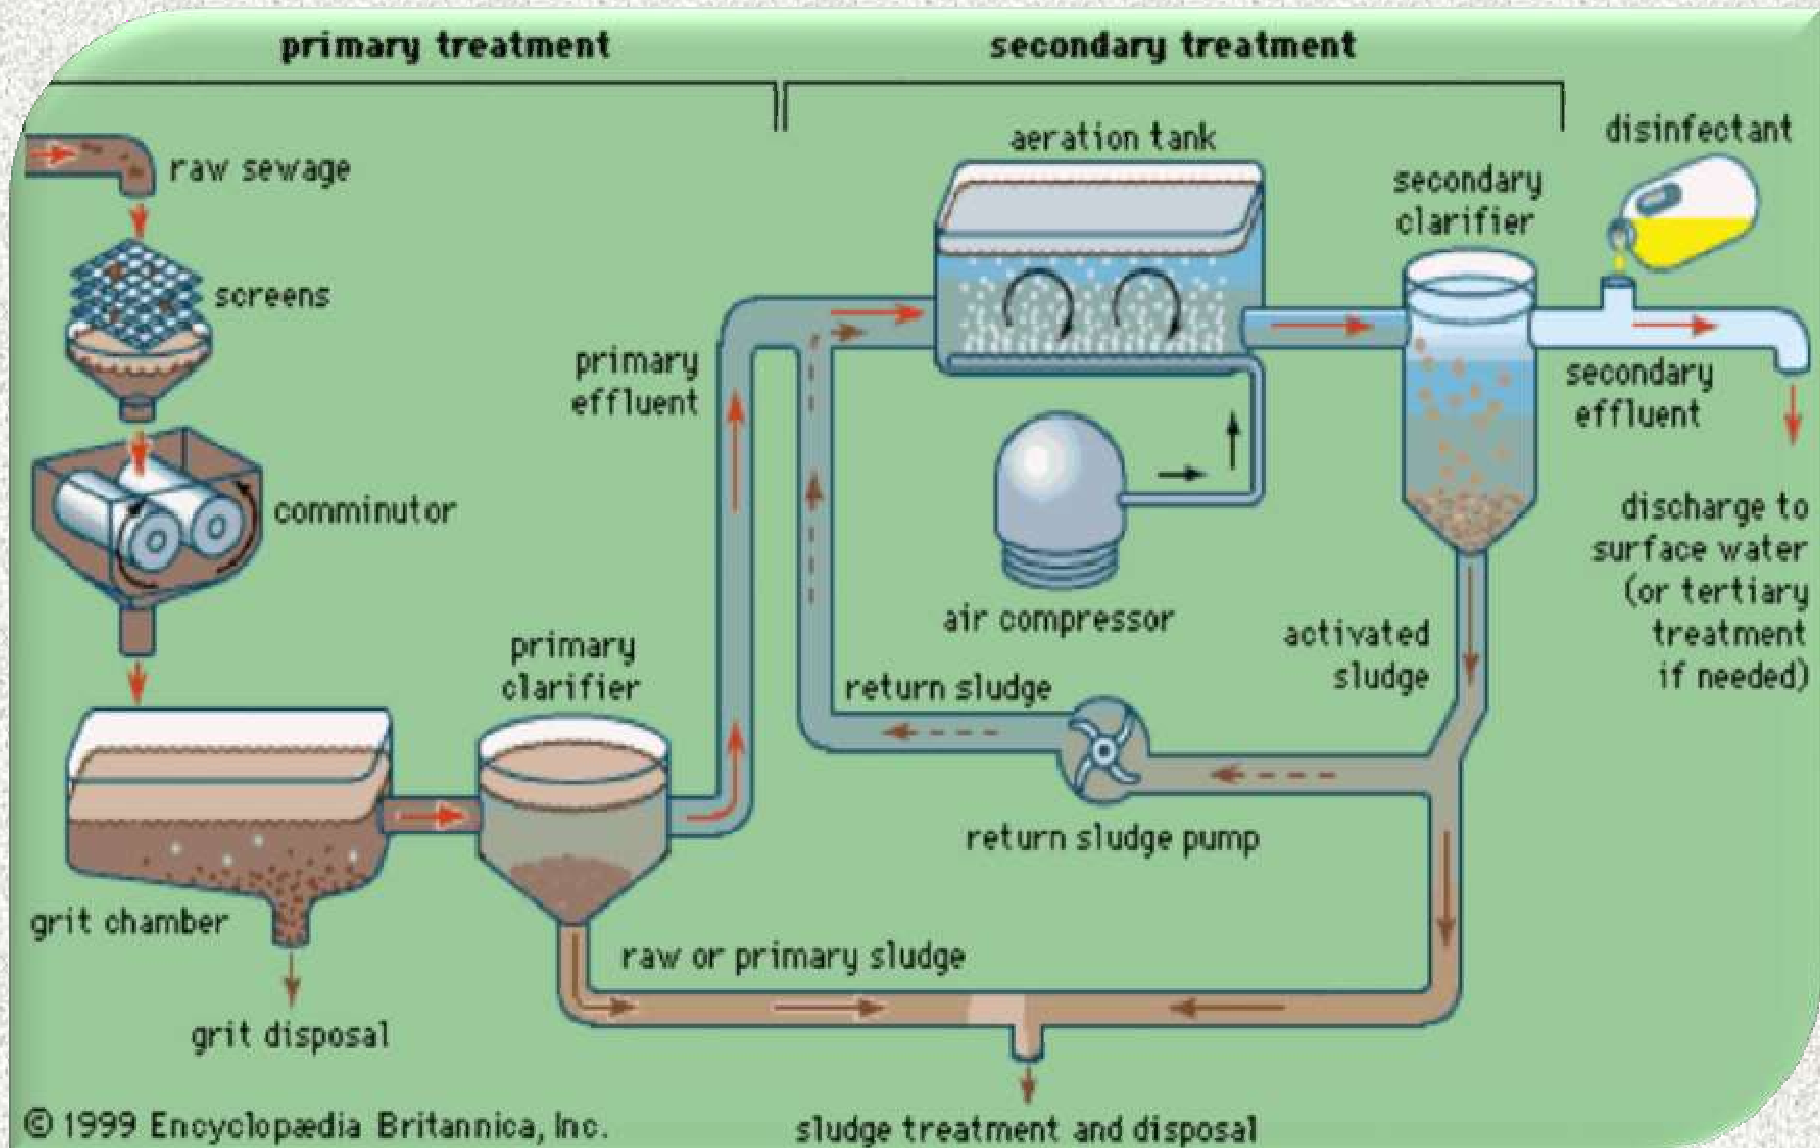 primary treatment
secondary treatment
raw sewage
screens
comminutor
grit chamber
grit disposal
primary
clarifier
raw or primary sludge
primary
effluent
aeration tank
air compressor
return sludge
return sludge pump
secondary
clarifier
activated
sludge
disinfectant
secondary
effluent
discharge to
surface water
(or tertiary
treatment
if needed)
sludge treatment and disposal
© 1999 Encyclopædia Britannica, Inc.